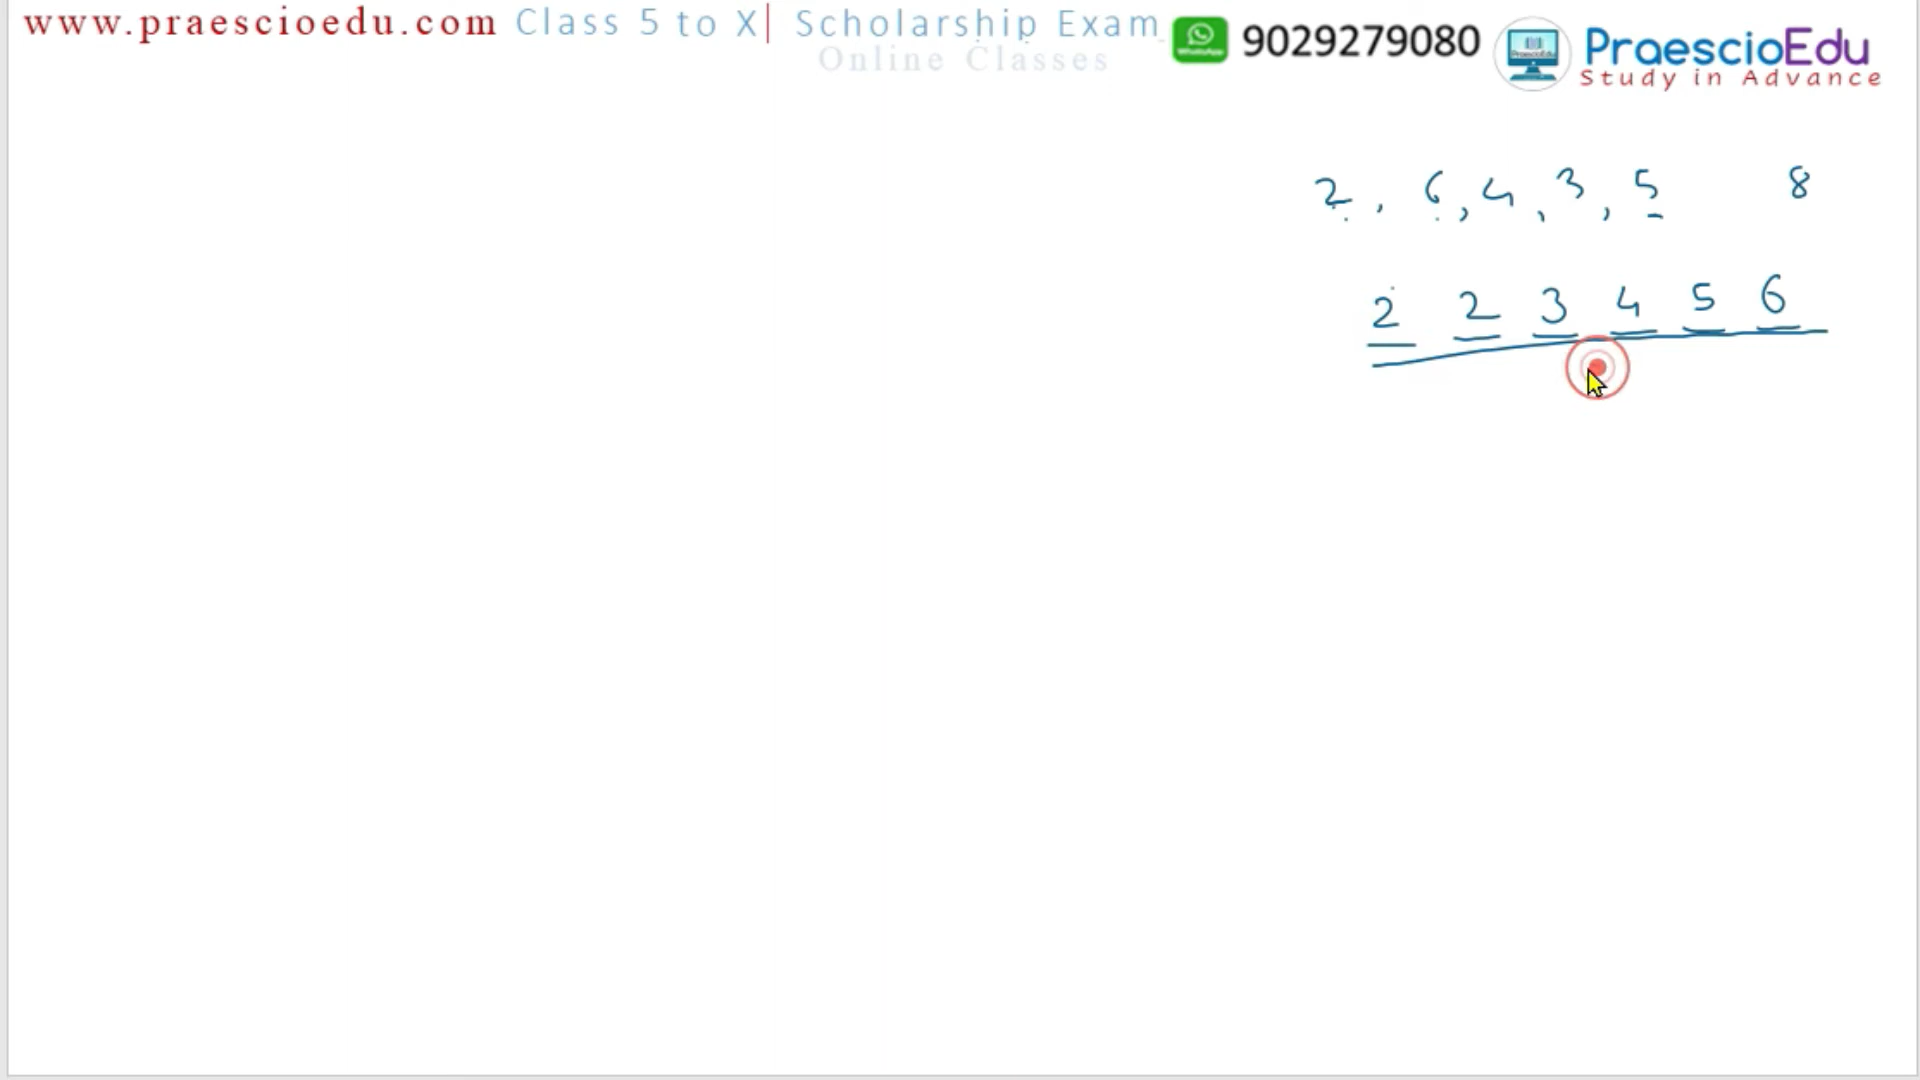 www.praescioedu.com Class 5 to X| Scholarship Exam 9029279080 PraescioEdu
Online Classes Study in Advance
2, 6, 4, 3, 5 8
2 2 3 4 5 6